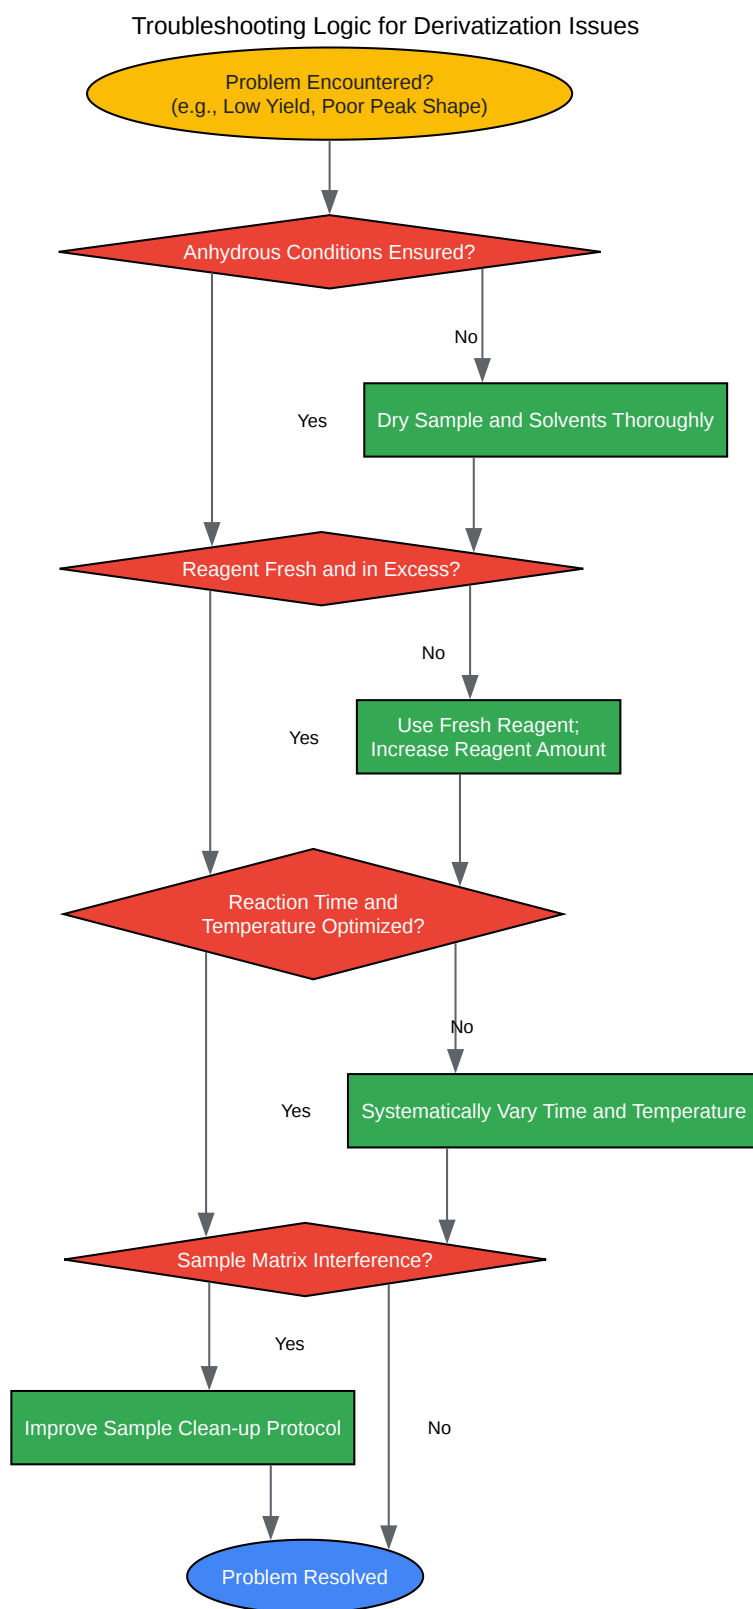 Troubleshooting Logic for Derivatization Issues
Problem Encountered?
(e.g., Low Yield, Poor Peak Shape)
Anhydrous Conditions Ensured?
No
Yes
Dry Sample and Solvents Thoroughly
Reagent Fresh and in Excess?
No
Yes
Use Fresh Reagent;
Increase Reagent Amount
Reaction Time and
Temperature Optimized?
No
Yes
Systematically Vary Time and Temperature
Sample Matrix Interference?
Yes
Improve Sample Clean-up Protocol
No
Problem Resolved